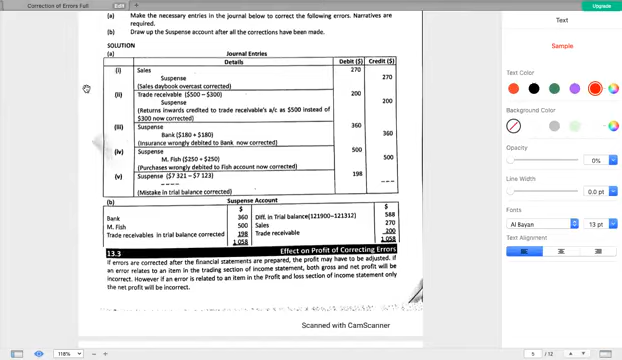 Correction of Errors Full
Edit
Upgrade
(a) Make the necessary entries in the journal below to correct the following errors. Narratives are
required.
(b) Draw up the Suspense account after all the corrections have been made.
SOLUTION
(a) Journal Entries
Details Debit ($) Credit ($)
(i) Sales 270
Suspense 270
(Sales daybook overcast corrected)
(ii) Trade receivable ($500 – $300) 200
Suspense 200
(Returns inwards credited to trade receivable's a/c as $500 instead of
$300 now corrected)
(iii) Suspense 360
Bank ($180 + $180) 360
(Insurance wrongly debited to Bank now corrected)
(iv) Suspense 500
M. Fish ($250 + $250) 500
(Purchases wrongly debited to Fish account now corrected)
(v) Suspense ($7 321 – $7 123) 198
---- ---
(Mistake in trial balance corrected)
(b) Suspense Account
$ $
Bank 360 Diff. in Trial balance(121900-121312) 588
M. Fish 500 Sales 270
Trade receivables in trial balance corrected 198 Trade receivable 200
1 058 1 058
13.3 Effect on Profit of Correcting Errors
If errors are corrected after the financial statements are prepared, the profit may have to be adjusted. If
an error relates to an item in the trading section of income statement, both gross and net profit will be
incorrect. However if an error is related to an item in the Profit and loss section of income statement only
the net profit will be incorrect.
Scanned with CamScanner
Text
Sample
Text Color
Background Color
Opacity
0%
Line Width
0.0 pt
Fonts
Al Bayan 13 pt
Text Alignment
118% 5 / 12